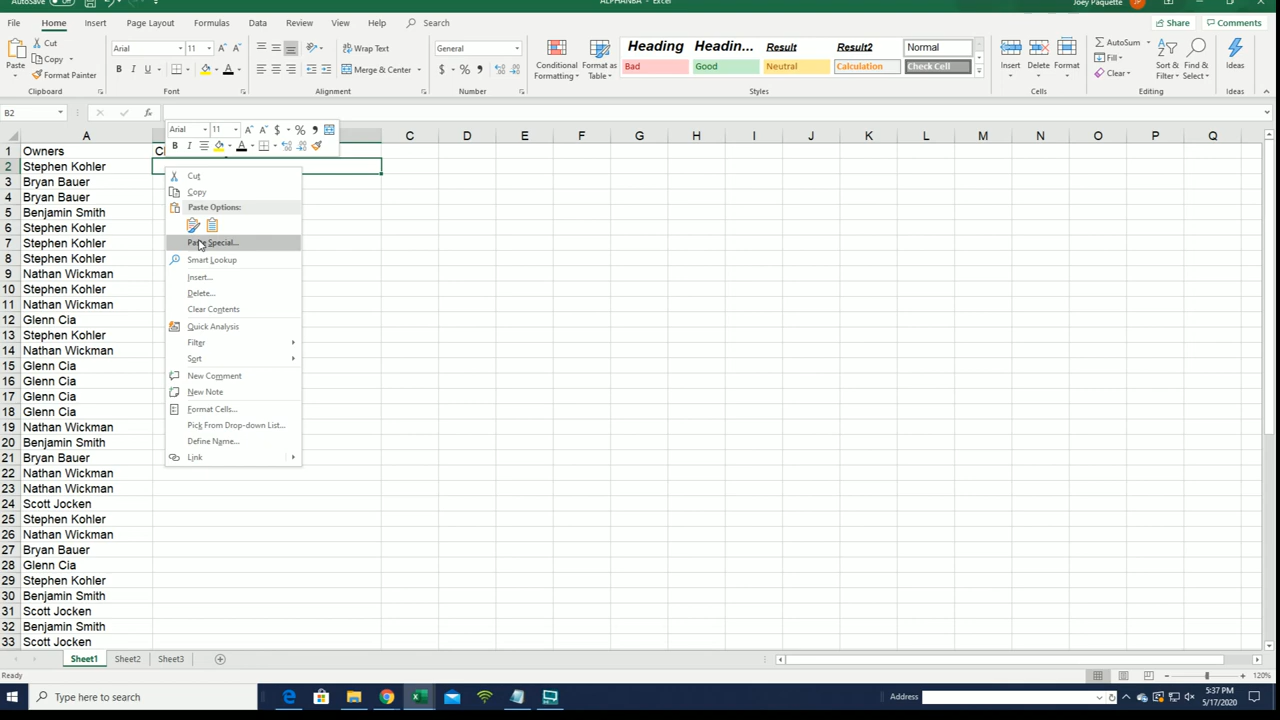 AutoSave
ALPHANBA - Excel
Joey Paquette
JP
File Home Insert Page Layout Formulas Data Review View Help Search
Share Comments
Paste
Cut
Copy
Format Painter
Arial 11
B I U
Wrap Text
Merge & Center
General
$ % ,
Conditional Formatting
Format as Table
Heading Headin... Result Result2 Normal
Bad Good Neutral Calculation Check Cell
Insert Delete Format
AutoSum
Fill
Clear
Sort & Filter
Find & Select
Ideas
Clipboard Font Alignment Number Styles Cells Editing Ideas
B2 fx
Arial 11 A A $ % ,
B I A
A C D E F G H I J K L M N O P Q
1 Owners
2 Stephen Kohler
3 Bryan Bauer
4 Bryan Bauer
5 Benjamin Smith
6 Stephen Kohler
7 Stephen Kohler
8 Stephen Kohler
9 Nathan Wickman
10 Stephen Kohler
11 Nathan Wickman
12 Glenn Cia
13 Stephen Kohler
14 Nathan Wickman
15 Glenn Cia
16 Glenn Cia
17 Glenn Cia
18 Glenn Cia
19 Nathan Wickman
20 Benjamin Smith
21 Bryan Bauer
22 Nathan Wickman
23 Nathan Wickman
24 Scott Jocken
25 Stephen Kohler
26 Nathan Wickman
27 Bryan Bauer
28 Glenn Cia
29 Stephen Kohler
30 Benjamin Smith
31 Scott Jocken
32 Benjamin Smith
33 Scott Jocken
Cut
Copy
Paste Options:
Paste Special...
Smart Lookup
Insert...
Delete...
Clear Contents
Quick Analysis
Filter
Sort
New Comment
New Note
Format Cells...
Pick From Drop-down List...
Define Name...
Link
Sheet1 Sheet2 Sheet3
Ready
120%
Type here to search
Address
5:37 PM
5/17/2020